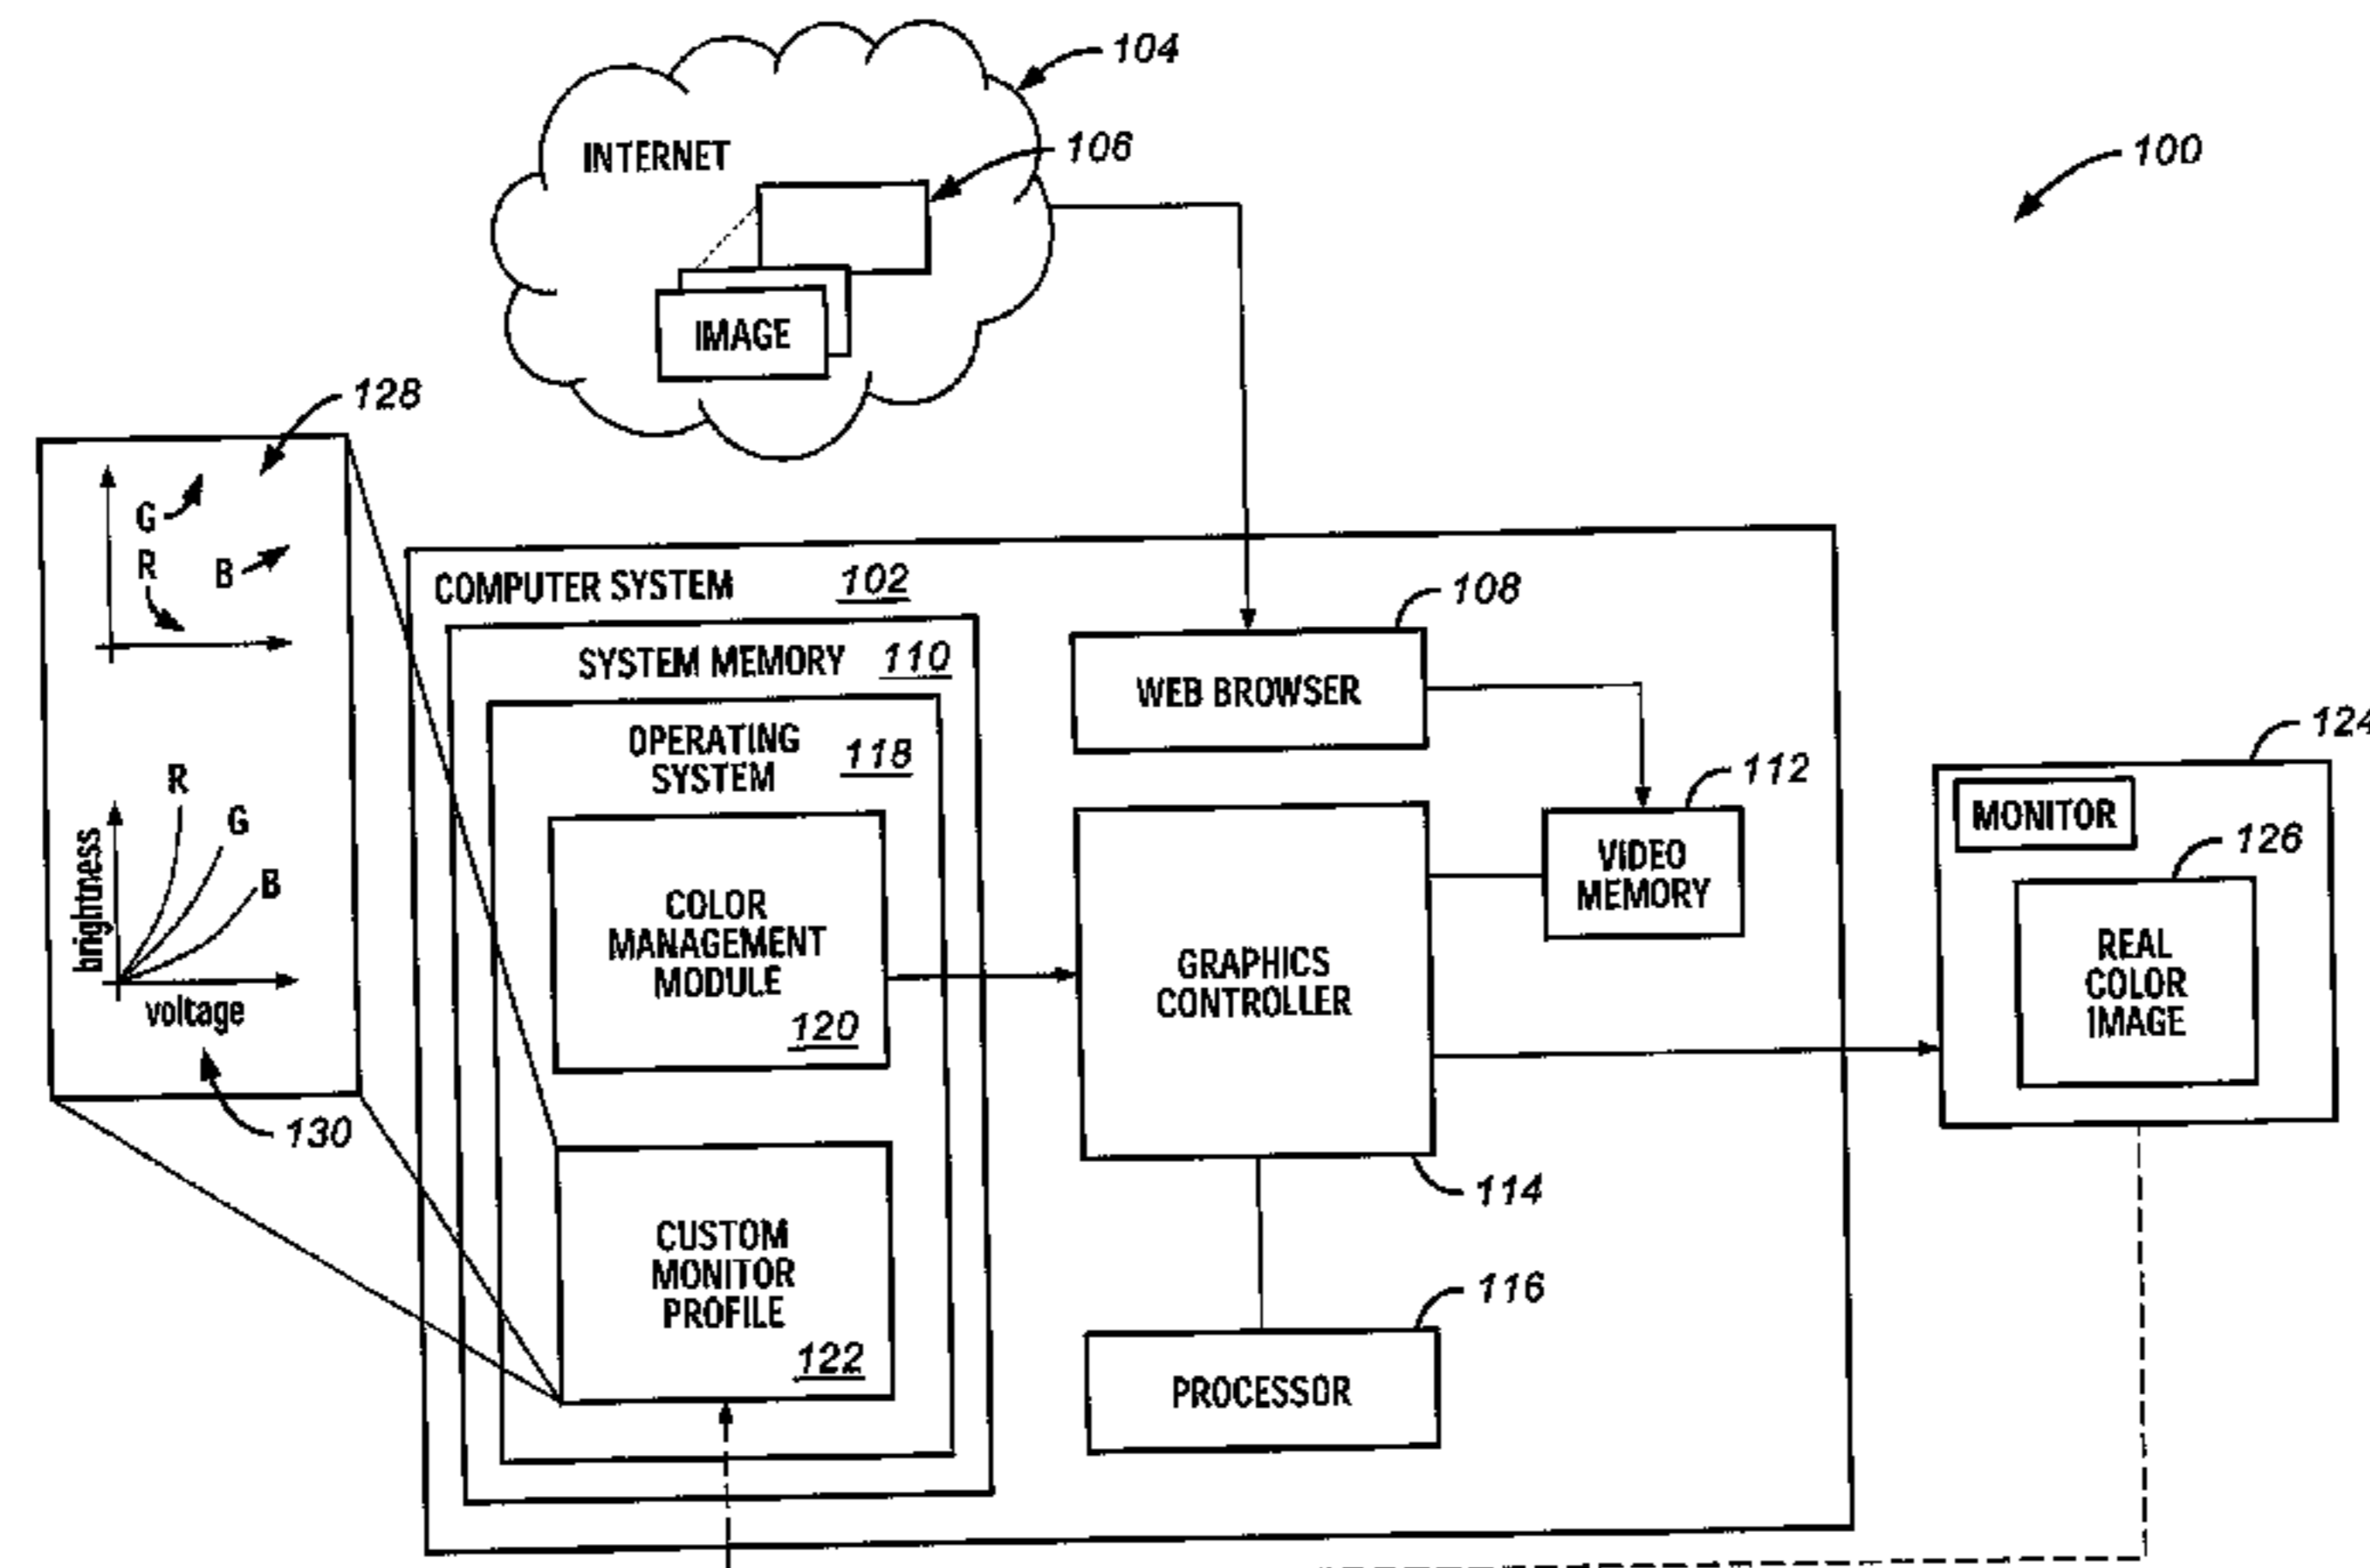 104
INTERNET
106
100
IMAGE
128
G
R
B
COMPUTER SYSTEM 102
108
SYSTEM MEMORY 110
WEB BROWSER
OPERATING
SYSTEM
118
124
112
MONITOR
R
G
B
brightness
voltage
130
COLOR
MANAGEMENT
MODULE
120
GRAPHICS
CONTROLLER
VIDEO
MEMORY
126
REAL
COLOR
IMAGE
114
CUSTOM
MONITOR
PROFILE
122
116
PROCESSOR